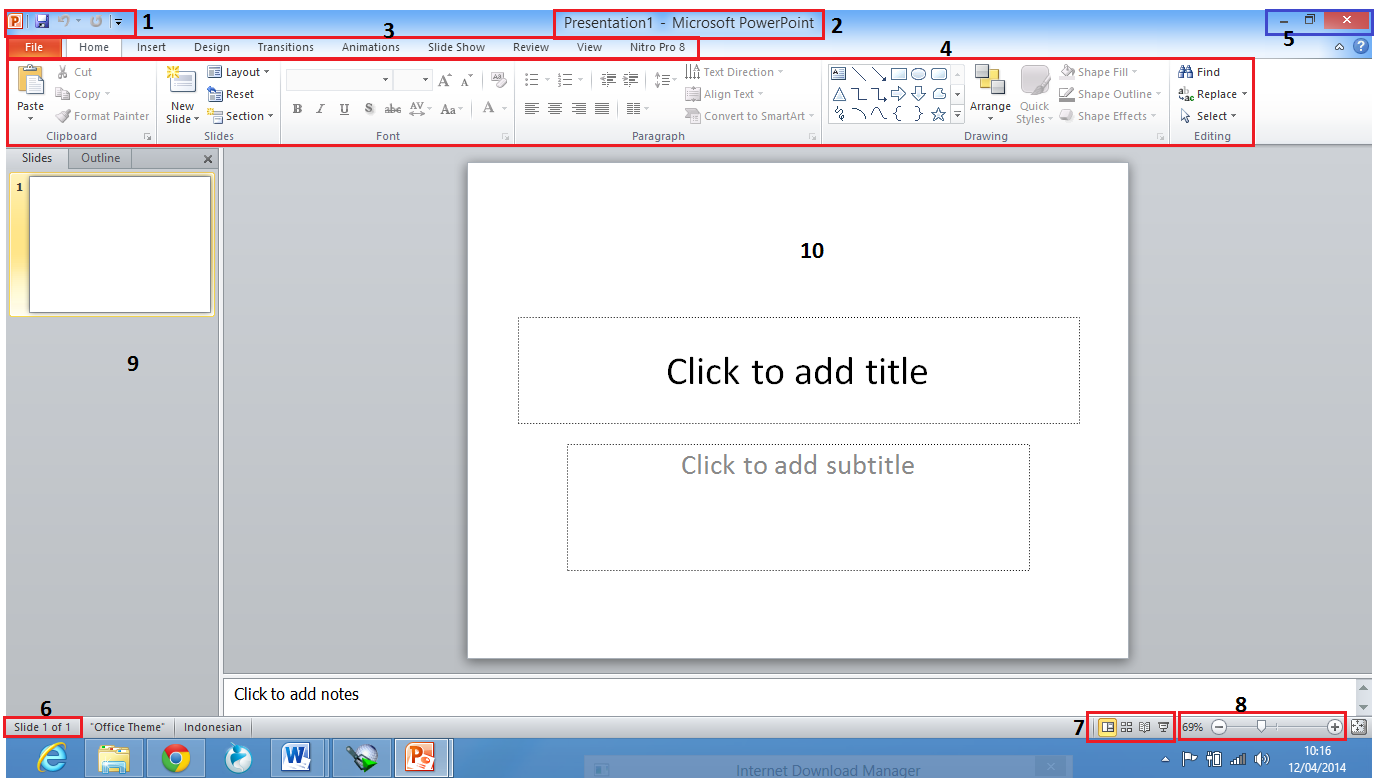 1
Presentation1 - Microsoft PowerPoint
2
3
4
5
File Home Insert Design Transitions Animations Slide Show Review View Nitro Pro 8
Paste
Cut
Copy
Format Painter
Clipboard
New Slide
Layout
Reset
Section
Slides
B I U S abc AV Aa A
Font
Text Direction
Align Text
Convert to SmartArt
Paragraph
Arrange
Quick Styles
Shape Fill
Shape Outline
Shape Effects
Drawing
Find
Replace
Select
Editing
Slides Outline
1
9
10
Click to add title
Click to add subtitle
Click to add notes
6
7
8
Slide 1 of 1 "Office Theme" Indonesian
69%
Internet Download Manager
10:16
12/04/2014